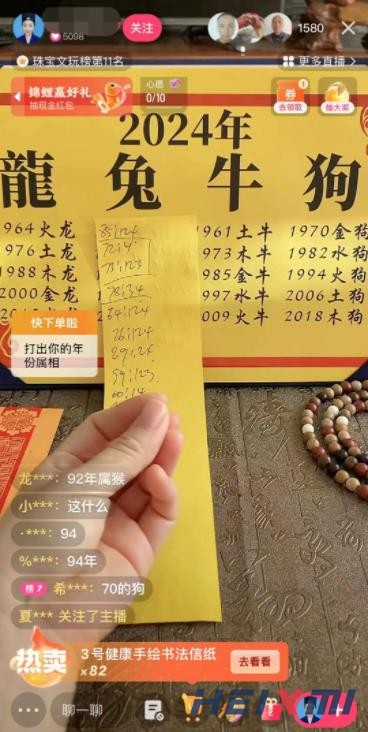 5098
关注
1580
珠宝文玩榜第11名
更多直播
锦鲤赢好礼
抽现金红包
心愿
0/10
券
1
去领取
抽大奖
2024年
龍 兔 牛 狗
1964火龙
1961土牛
1970金狗
1976土龙
1973木牛
1982水狗
1988木龙
1985金牛
1994火狗
2000金龙
1997水牛
2006土狗
2009火牛
2018木狗
快下单啦
打出你的年份属相
龙***：92年属猴
小***：这什么
·***：94
%***：94年
榜7 希***：70的狗
夏*** 关注了主播
热卖
3号健康手绘书法信纸
x82
去看看
聊一聊